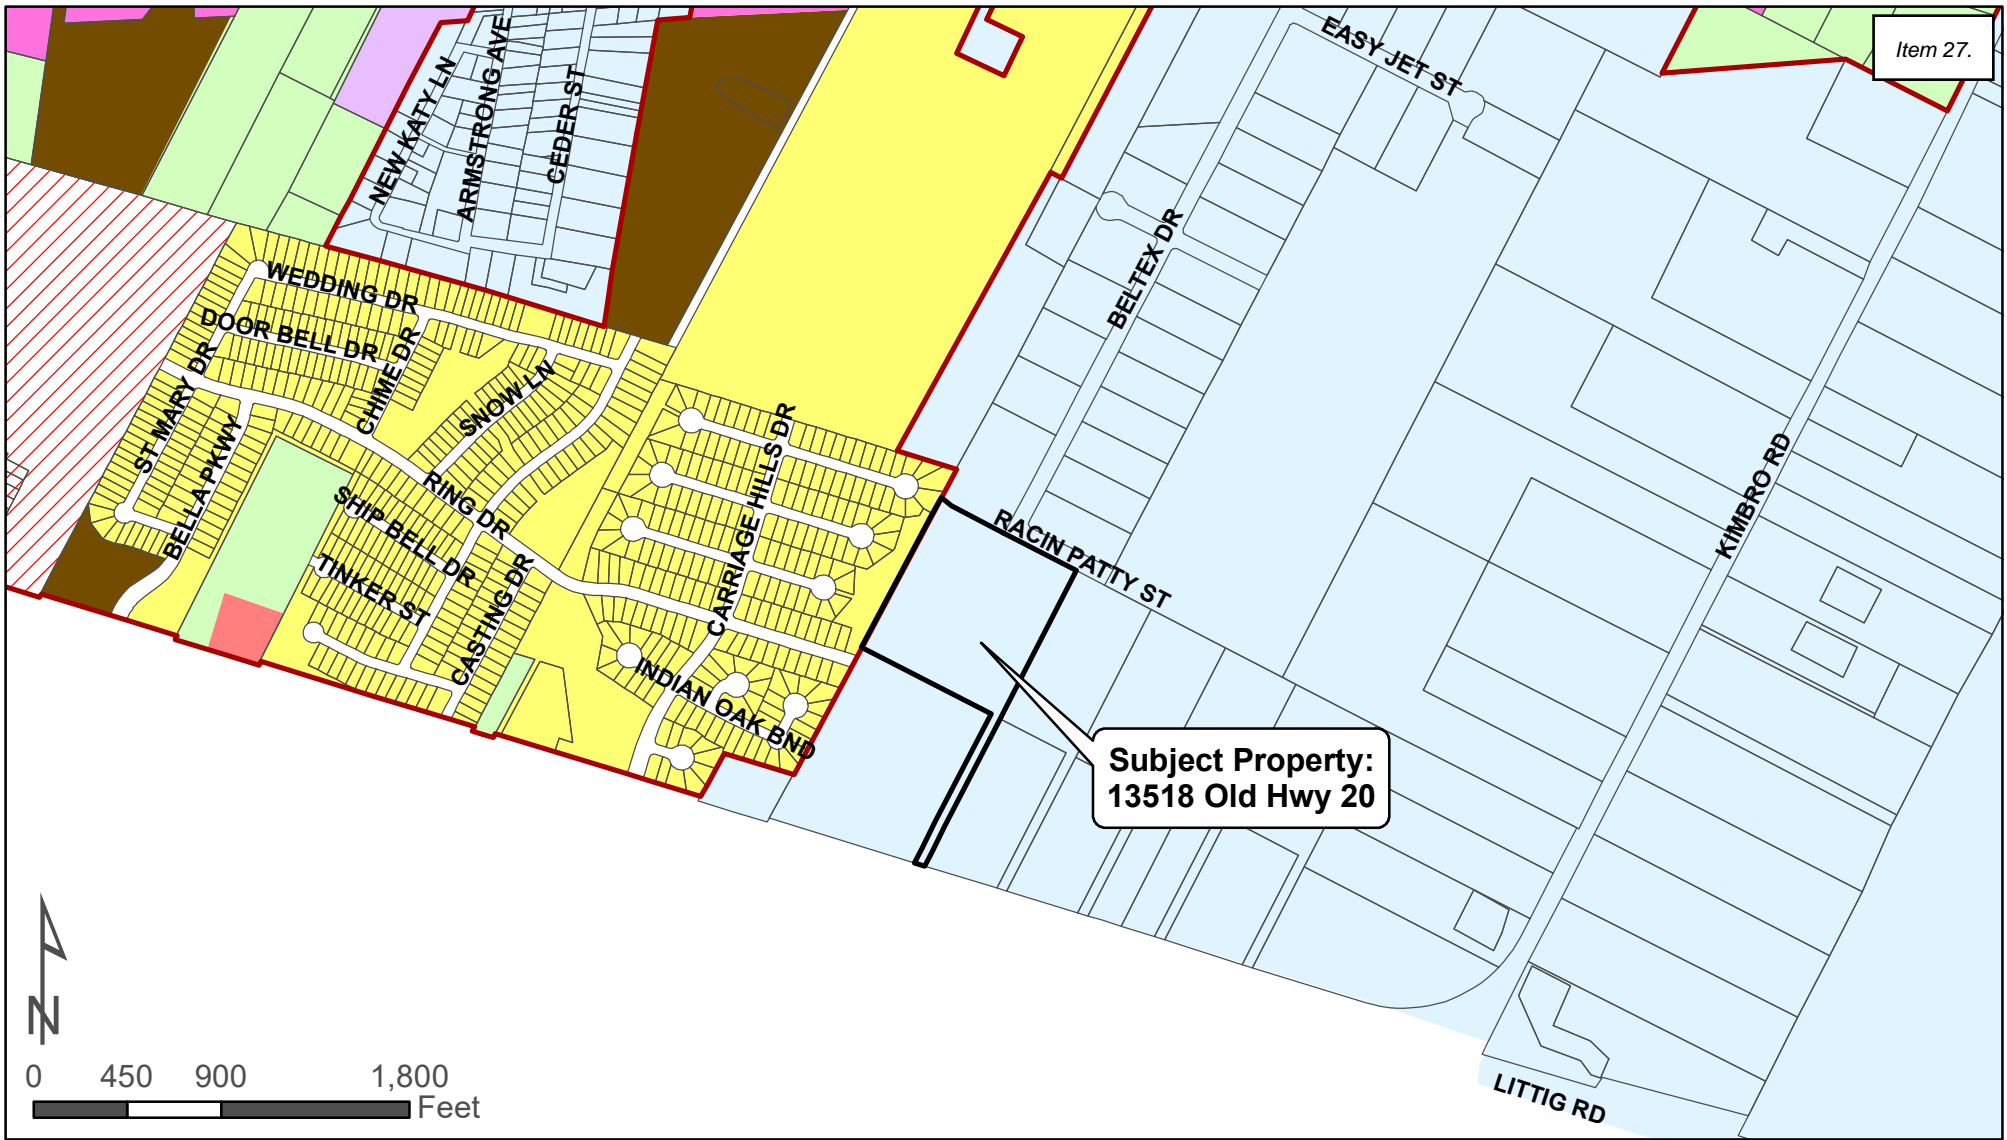 Item 27.
EASY JET ST
NEW KATY LN
ARMSTRONG AVE
CEDER ST
BELTEX DR
WEDDING DR
DOOR BELL DR
CHIME DR
ST MARY DR
SNOW LN
BELLA PKWY
CARRIAGE HILLS DR
RING DR
SHIP BELL DR
KIMBRO RD
RACIN PATTY ST
TINKER ST
CASTING DR
INDIAN OAK BND
Subject Property:
13518 Old Hwy 20
N
0 450 900 1,800
Feet
LITTIG RD